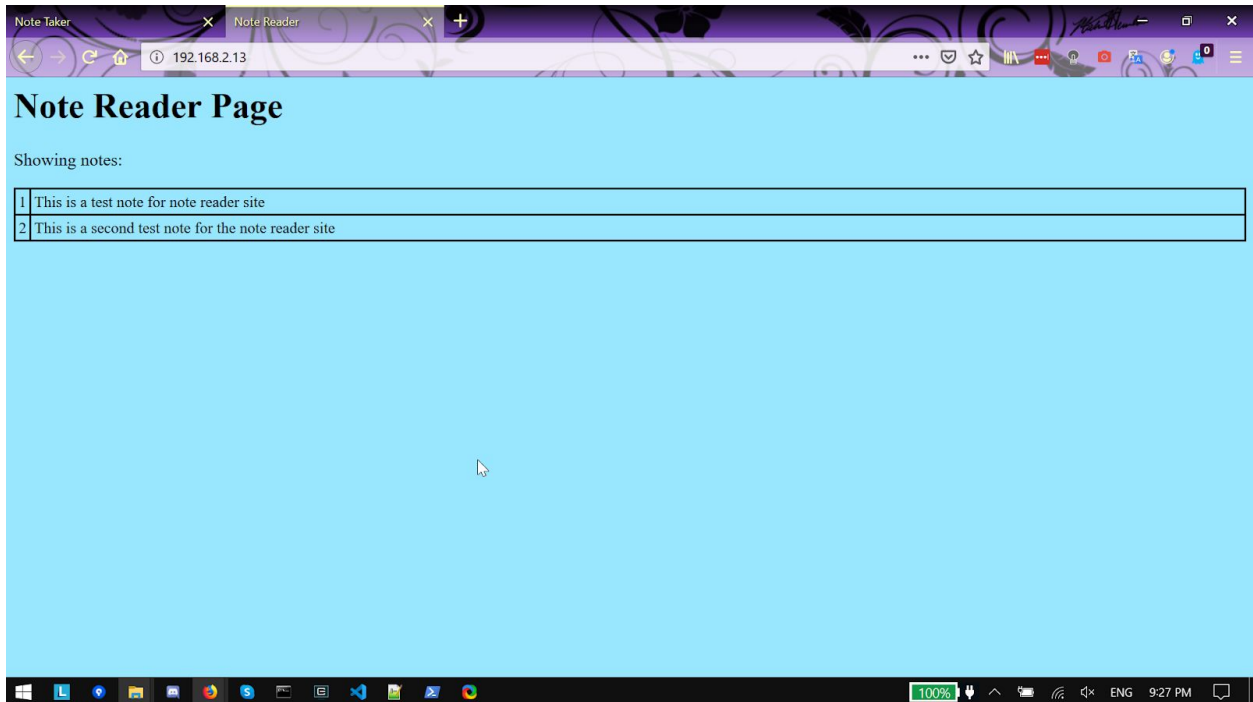 Note Taker
Note Reader
192.168.2.13
0
Note Reader Page
Showing notes:
1 This is a test note for note reader site
2 This is a second test note for the note reader site
100% ENG 9:27 PM